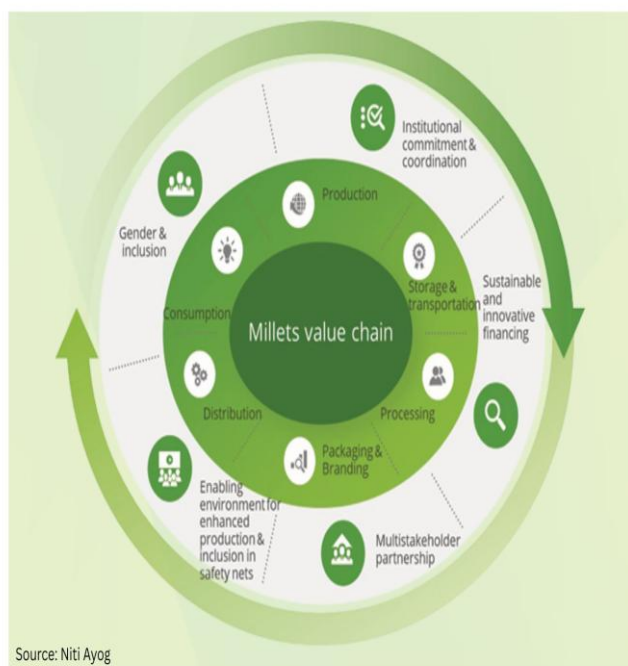 Institutional
commitment &
coordination
Production
Gender &
inclusion
Storage &
transportation
Sustainable
and
innovative
financing
Consumption
Millets value chain
Distribution
Processing
Packaging &
Branding
Enabling
environment for
enhanced
production &
inclusion in
safety nets
Multistakeholder
partnership
Source: Niti Ayog